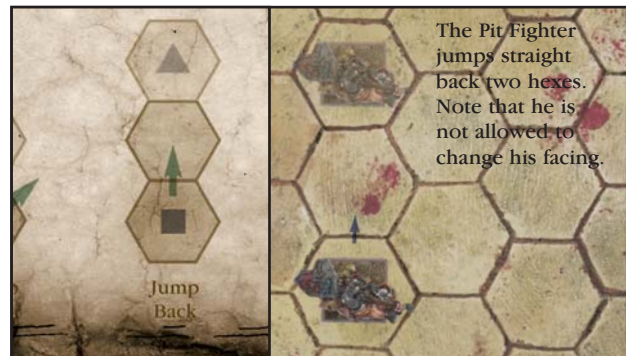 Jump
Back
The Pit Fighter
jumps straight
back two hexes.
Note that he is
not allowed to
change his facing.